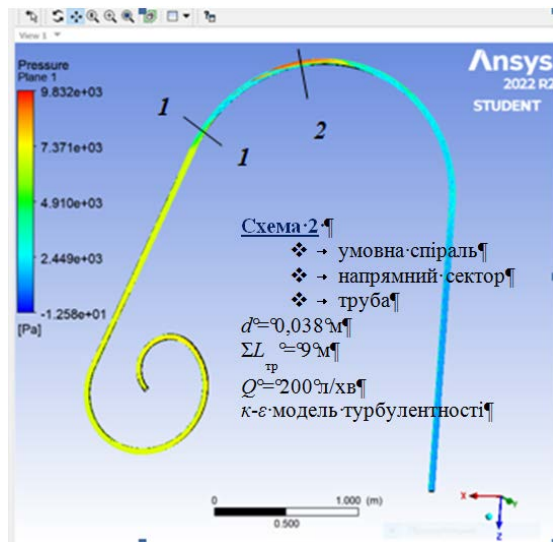 View 1
Pressure
Plane 1
9.832e+03
7.371e+03
4.910e+03
2.449e+03
-1.258e+01
[Pa]
Ansys
2022 R2
STUDENT
1
1
2
Схема·2·¶
❖ → умовна·спіраль¶
❖ → напрямний·сектор¶
❖ → труба¶
d°=°0,038°м¶
ΣLтр°=°9°м¶
Q°=°200°л/хв¶
κ-ε·модель·турбулентності¶
0
1.000 (m)
0.500
X
Y
Z